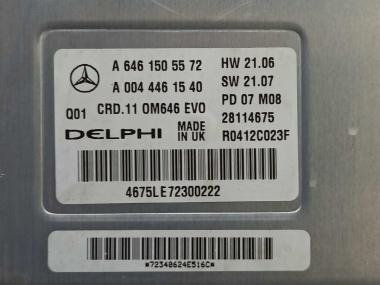 A 646 150 55 72 HW 21.06
A 004 446 15 40 SW 21.07
Q01 CRD.11 OM646 EVO PD 07 M08
28114675
DELPHI MADE IN UK R0412C023F
4675LE72300222
*72340624E516C*